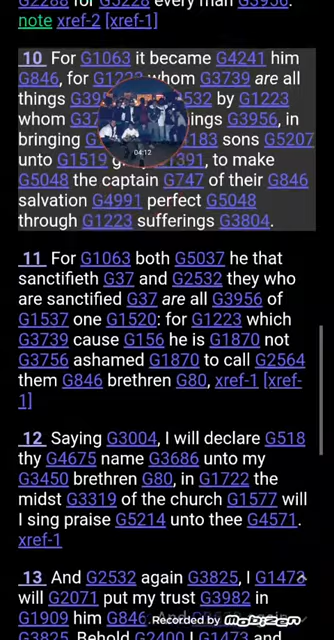 G2288 for G5228 every man G3956.
note xref-2 [xref-1]
10 For G1063 it became G4241 him
G846, for whom G3739 are all
things by G1223
whom G3956, in
bringing sons G5207
unto G1519 to make
G5048 the captain G747 of their G846
salvation G4991 perfect G5048
through G1223 sufferings G3804.
04:12
11 For G1063 both G5037 he that
sanctifieth G37 and G2532 they who
are sanctified G37 are all G3956 of
G1537 one G1520: for G1223 which
G3739 cause G156 he is G1870 not
G3756 ashamed G1870 to call G2564
them G846 brethren G80, xref-1 [xref-
1]
12 Saying G3004, I will declare G518
thy G4675 name G3686 unto my
G3450 brethren G80, in G1722 the
midst G3319 of the church G1577 will
I sing praise G5214 unto thee G4571.
xref-1
13 And G2532 again G3825, I G1473
will G2071 put my trust G3982 in
G1909 him G846. And
G3825, Behold G2400 I G1473 and
Recorded by Mobizen